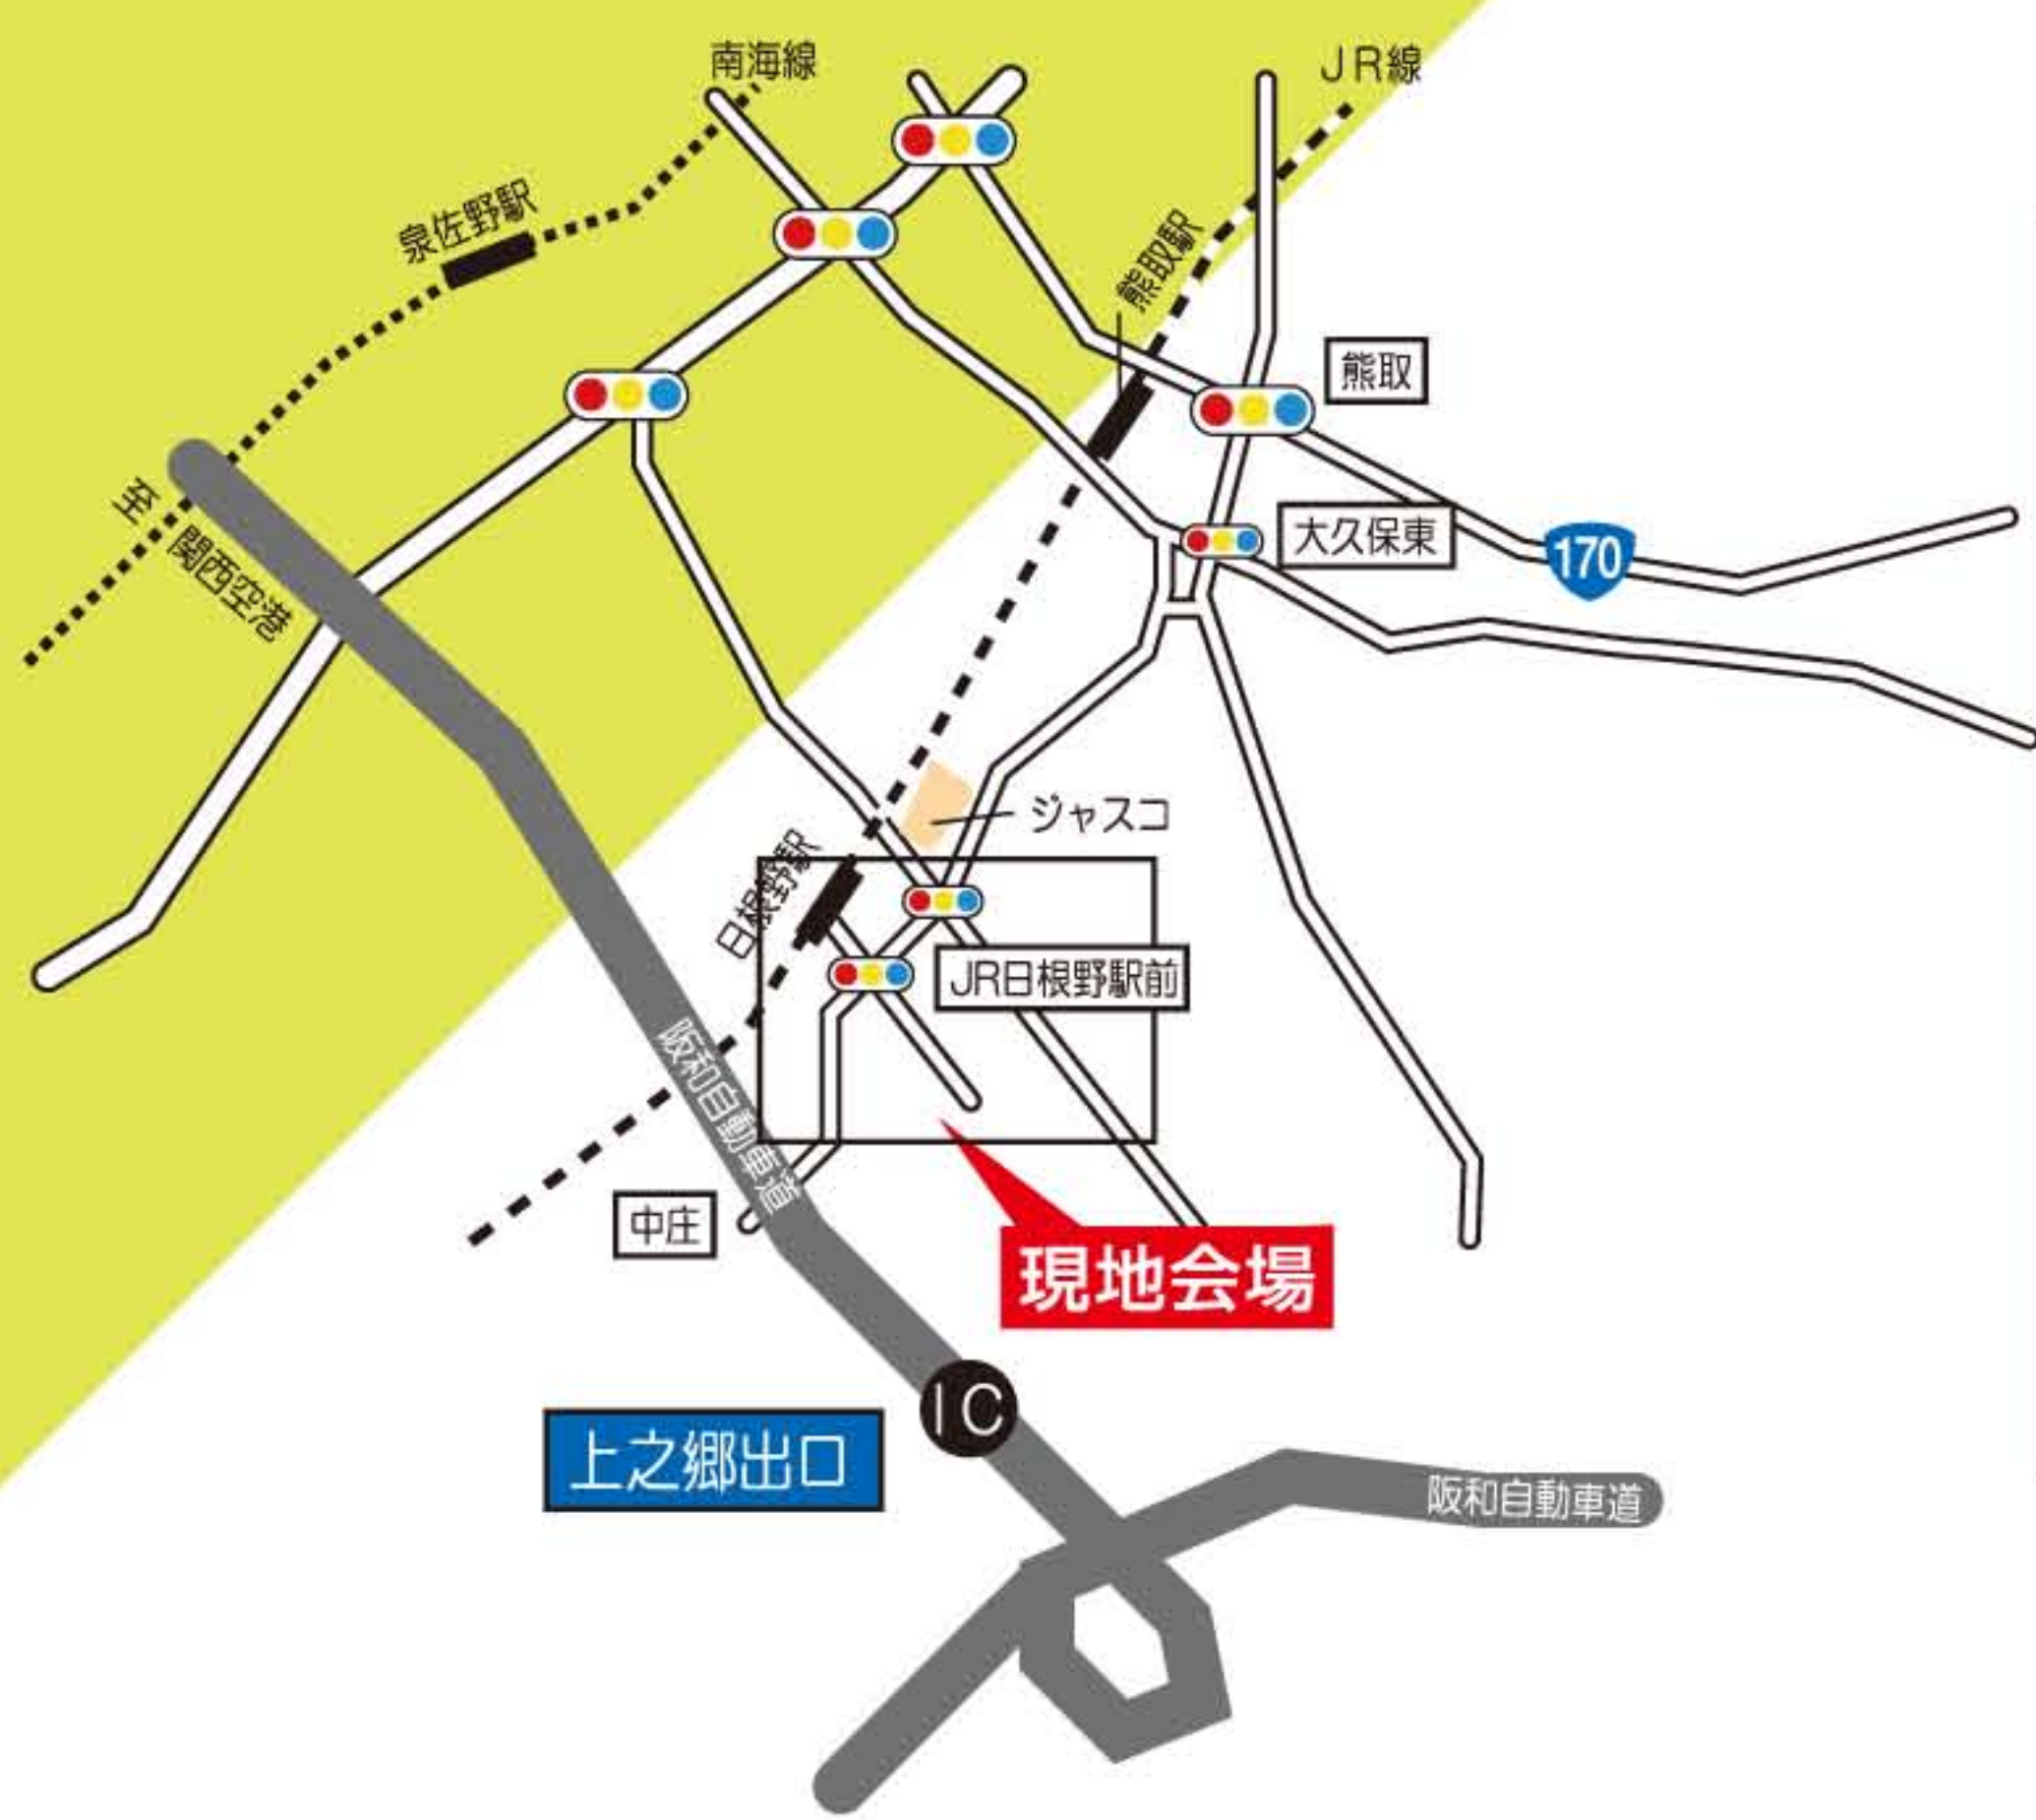 南海線
JR線
泉佐野駅
熊取駅
熊取
至
関西空港
大久保東
170
ジャスコ
日根野駅
JR日根野駅前
阪和自動車道
中庄
現地会場
IC
上之郷出口
阪和自動車道